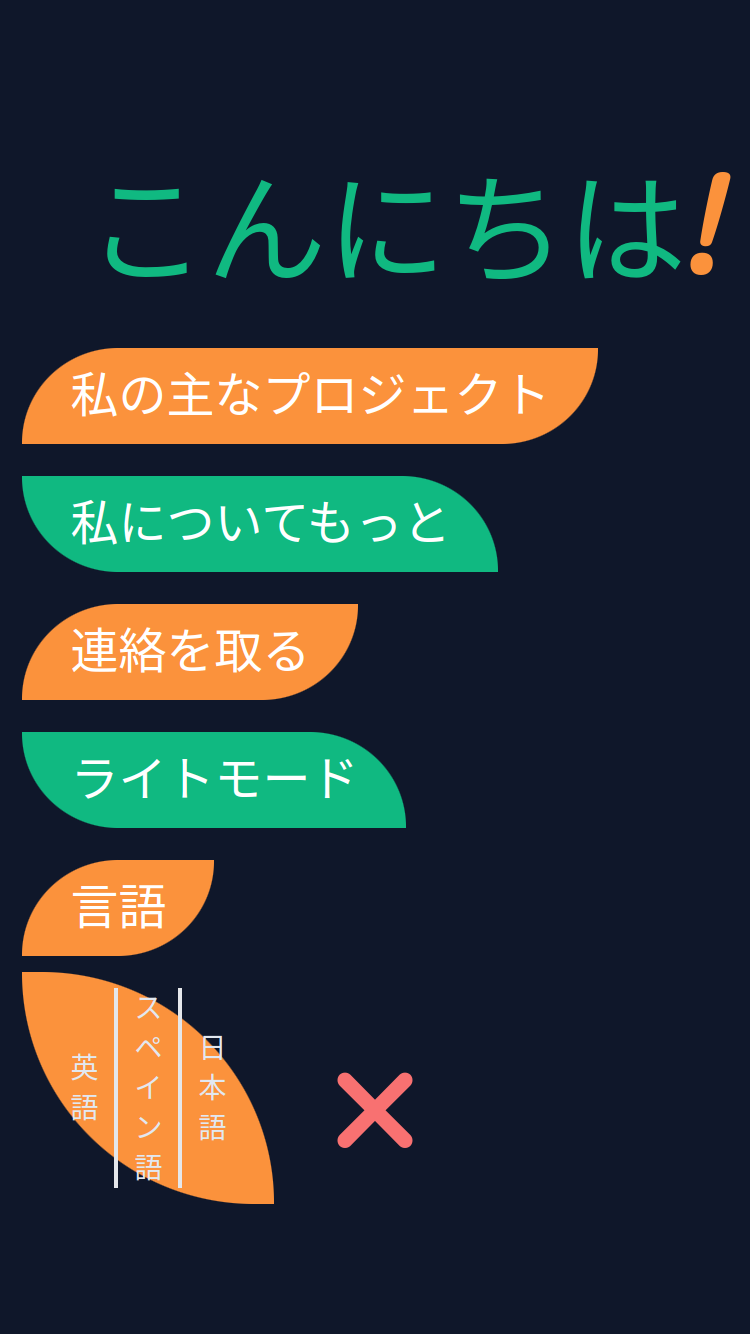 こんにちは!
私の主なプロジェクト
私についてもっと
連絡を取る
ライトモード
言語
英語
スペイン語
日本語